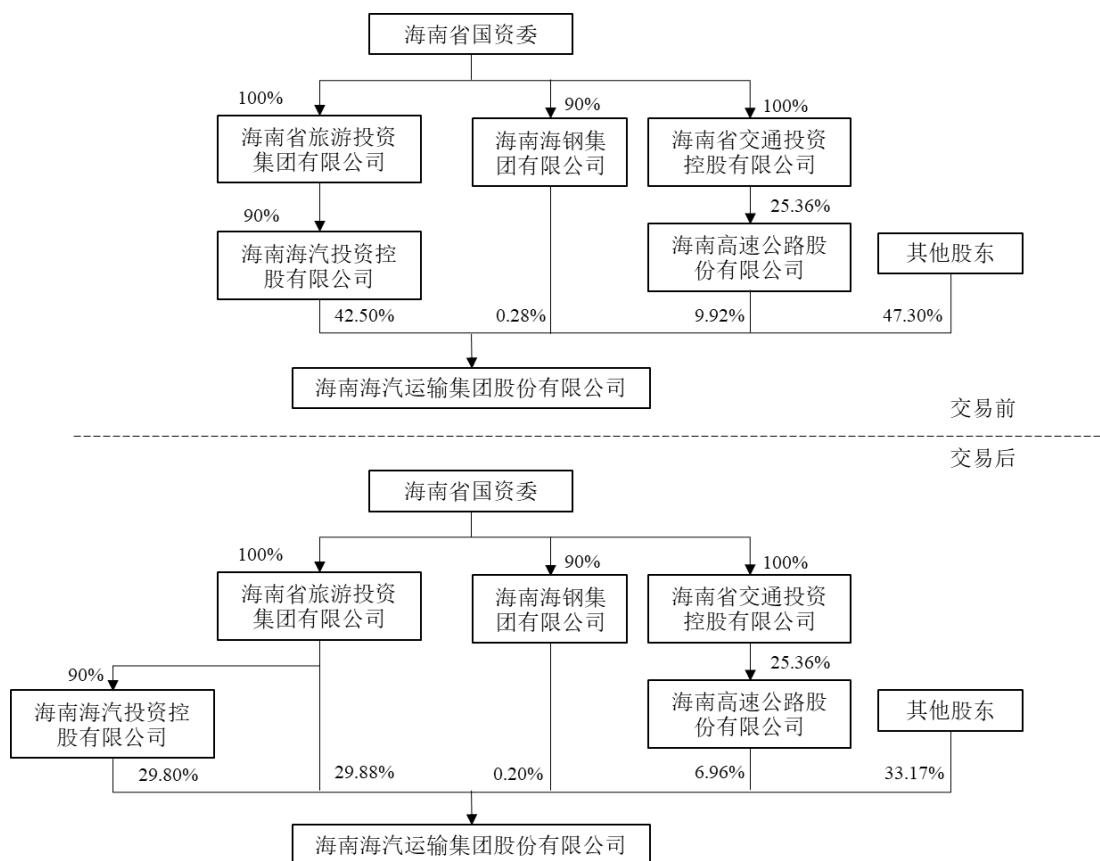 海南省国资委
100%
90%
100%
海南省旅游投资
集团有限公司
海南海钢集
团有限公司
海南省交通投资
控股有限公司
90%
25.36%
海南海汽投资控
股有限公司
海南高速公路股
份有限公司
其他股东
42.50%
0.28%
9.92%
47.30%
海南海汽运输集团股份有限公司
交易前
交易后
海南省国资委
100%
90%
100%
海南省旅游投资
集团有限公司
海南海钢集
团有限公司
海南省交通投资
控股有限公司
90%
25.36%
海南海汽投资控
股有限公司
海南高速公路股
份有限公司
其他股东
29.80%
29.88%
0.20%
6.96%
33.17%
海南海汽运输集团股份有限公司